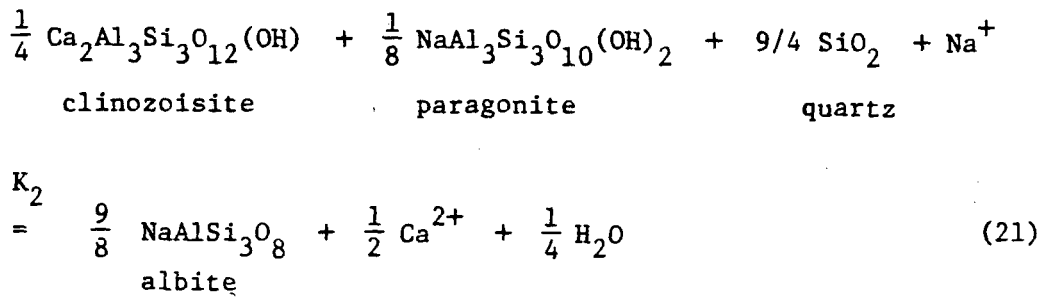 1/4 Ca₂Al₃Si₃O₁₂(OH) + 1/8 NaAl₃Si₃O₁₀(OH)₂ + 9/4 SiO₂ + Na⁺
clinozoisite paragonite quartz
K₂
= 9/8 NaAlSi₃O₈ + 1/2 Ca²⁺ + 1/4 H₂O (21)
albite